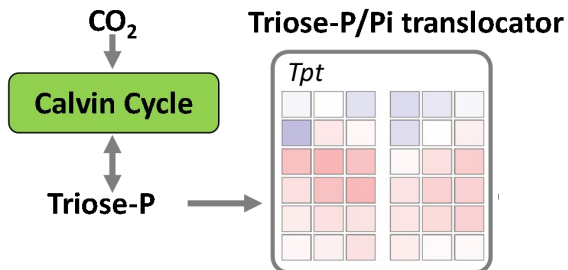 CO2
Triose-P/Pi translocator
Tpt
Calvin Cycle
Triose-P